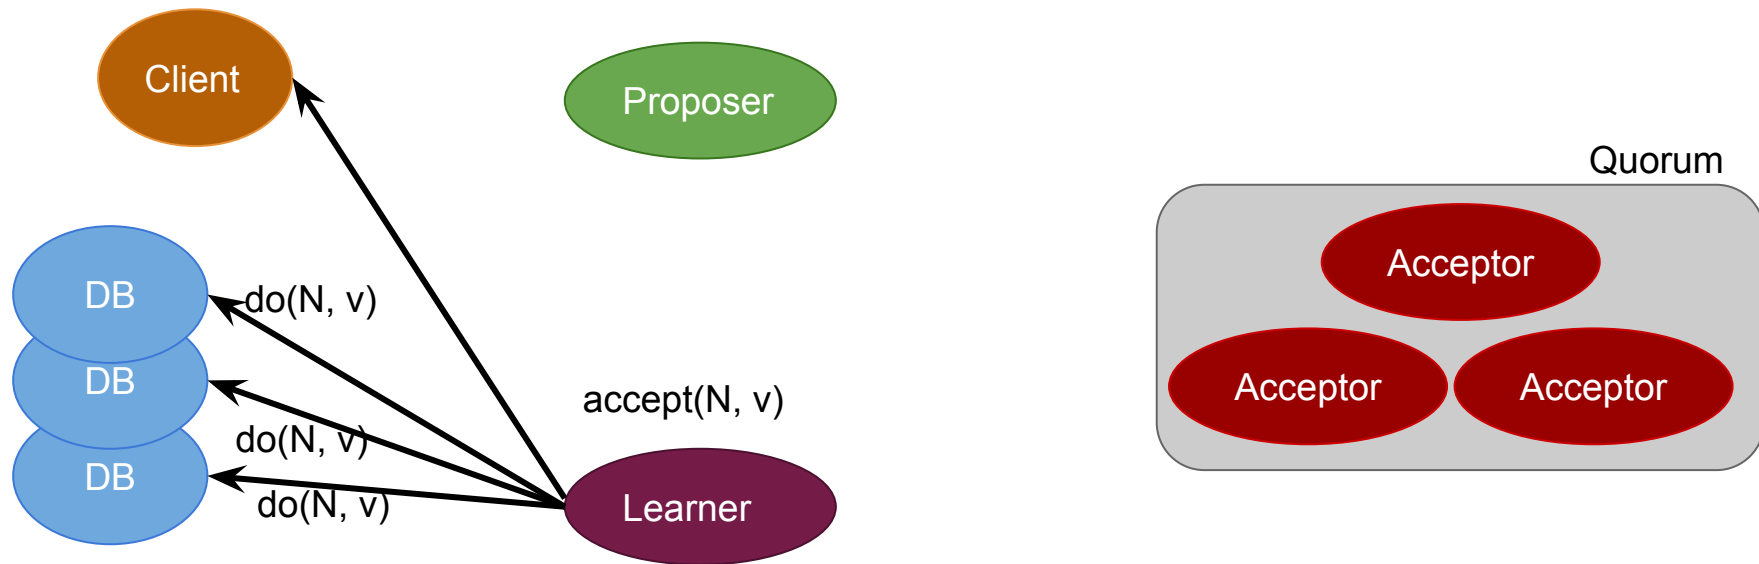 Client
Proposer
Quorum
Acceptor
DB
do(N, v)
DB
Acceptor
Acceptor
accept(N, v)
do(N, v)
DB
do(N, v)
Learner